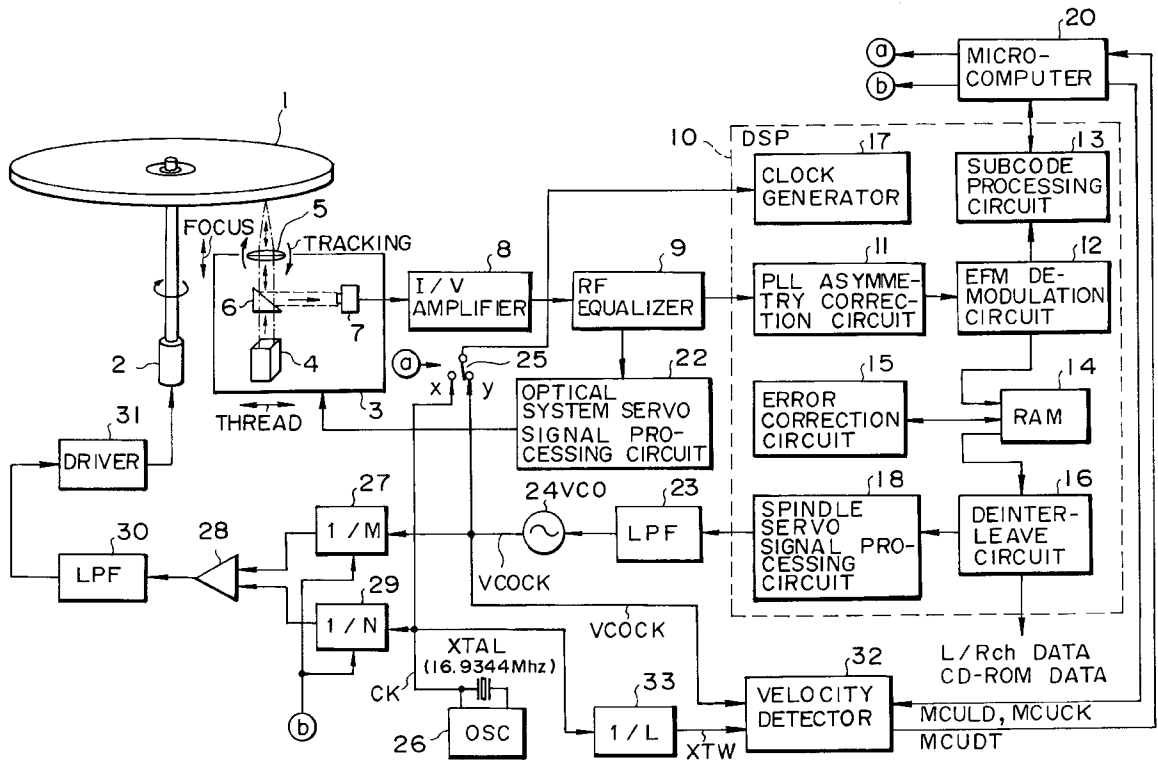 20
a
MICRO-
COMPUTER
b
1
10
DSP
17
CLOCK
GENERATOR
13
SUBCODE
PROCESSING
CIRCUIT
FOCUS
5
TRACKING
8
I/V
AMPLIFIER
9
RF
EQUALIZER
11
PLL ASYMME-
TRY CORREC-
TION CIRCUIT
12
EFM DE-
MODULATION
CIRCUIT
6
7
2
4
a
25
x
y
3
THREAD
22
OPTICAL
SYSTEM SERVO
SIGNAL PRO-
CESSING CIRCUIT
15
ERROR
CORRECTION
CIRCUIT
14
RAM
31
DRIVER
27
1/M
24VCO
23
LPF
18
SPINDLE
SERVO
SIGNAL PRO-
CESSING
CIRCUIT
16
DEINTER-
LEAVE
CIRCUIT
30
LPF
28
VCOCK
29
1/N
VCOCK
L/Rch DATA
CD-ROM DATA
XTAL
(16.9344Mhz)
CK
b
26
OSC
33
1/L
XTW
32
VELOCITY
DETECTOR
MCULD, MCUCK
MCUDT